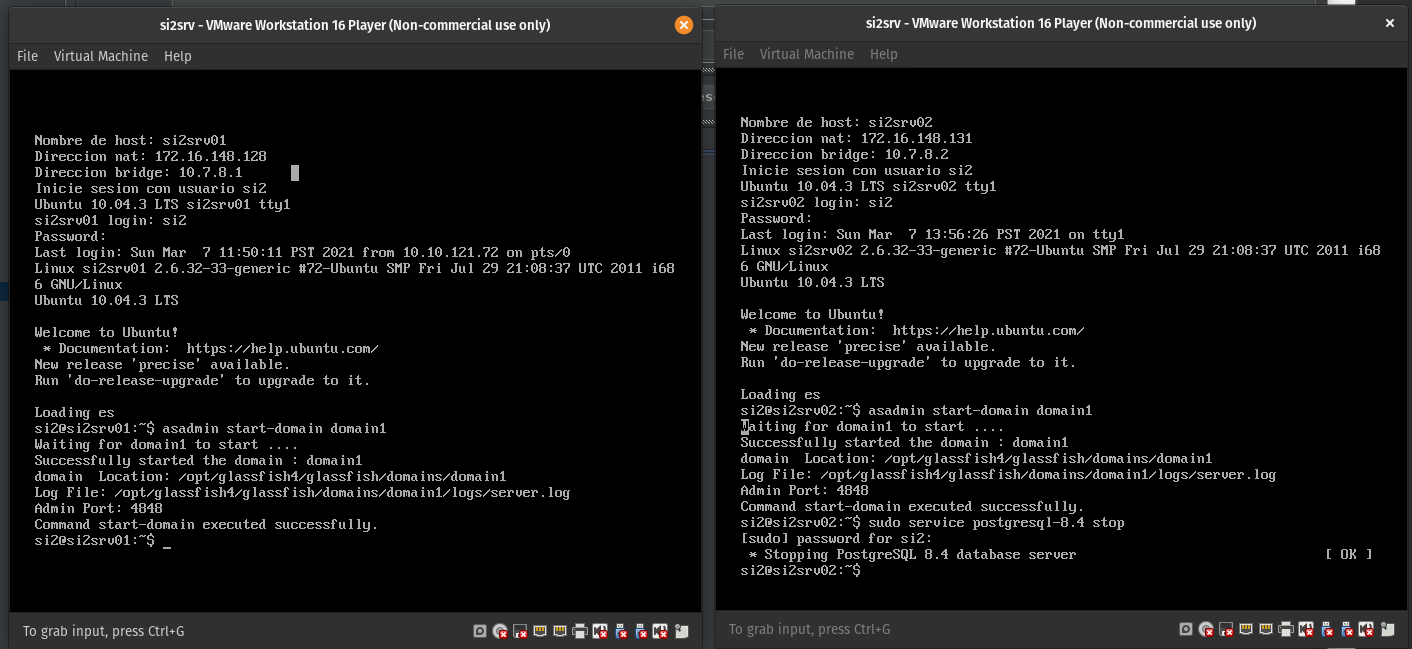 si2srv - VMware Workstation 16 Player (Non-commercial use only)
File Virtual Machine Help
Nombre de host: si2srv01
Direccion nat: 172.16.148.128
Direccion bridge: 10.7.8.1
Inicie sesion con usuario si2
Ubuntu 10.04.3 LTS si2srv01 tty1
si2srv01 login: si2
Password:
Last login: Sun Mar  7 11:50:11 PST 2021 from 10.10.121.72 on pts/0
Linux si2srv01 2.6.32-33-generic #72-Ubuntu SMP Fri Jul 29 21:08:37 UTC 2011 i68
6 GNU/Linux
Ubuntu 10.04.3 LTS
Welcome to Ubuntu!
 * Documentation:  https://help.ubuntu.com/
New release 'precise' available.
Run 'do-release-upgrade' to upgrade to it.
Loading es
si2@si2srv01:~$ asadmin start-domain domain1
Waiting for domain1 to start ....
Successfully started the domain : domain1
domain  Location: /opt/glassfish4/glassfish/domains/domain1
Log File: /opt/glassfish4/glassfish/domains/domain1/logs/server.log
Admin Port: 4848
Command start-domain executed successfully.
si2@si2srv01:~$ _
To grab input, press Ctrl+G
si2srv - VMware Workstation 16 Player (Non-commercial use only)
File Virtual Machine Help
Nombre de host: si2srv02
Direccion nat: 172.16.148.131
Direccion bridge: 10.7.8.2
Inicie sesion con usuario si2
Ubuntu 10.04.3 LTS si2srv02 tty1
si2srv02 login: si2
Password:
Last login: Sun Mar  7 13:56:26 PST 2021 on tty1
Linux si2srv02 2.6.32-33-generic #72-Ubuntu SMP Fri Jul 29 21:08:37 UTC 2011 i68
6 GNU/Linux
Ubuntu 10.04.3 LTS
Welcome to Ubuntu!
 * Documentation:  https://help.ubuntu.com/
New release 'precise' available.
Run 'do-release-upgrade' to upgrade to it.
Loading es
si2@si2srv02:~$ asadmin start-domain domain1
Waiting for domain1 to start ....
Successfully started the domain : domain1
domain  Location: /opt/glassfish4/glassfish/domains/domain1
Log File: /opt/glassfish4/glassfish/domains/domain1/logs/server.log
Admin Port: 4848
Command start-domain executed successfully.
si2@si2srv02:~$ sudo service postgresql-8.4 stop
[sudo] password for si2:
 * Stopping PostgreSQL 8.4 database server [ OK ]
si2@si2srv02:~$
To grab input, press Ctrl+G